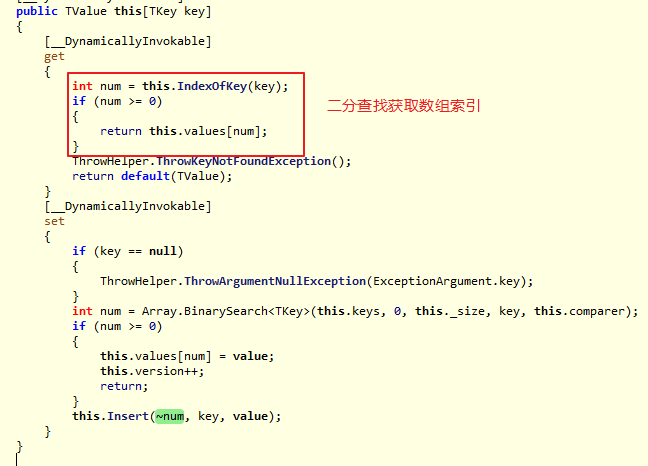 public TValue this[TKey key]
{
[__DynamicallyInvokable]
get
{
int num = this.IndexOfKey(key);
if (num >= 0)
{
return this.values[num];
}
二分查找获取数组索引
ThrowHelper.ThrowKeyNotFoundException();
return default(TValue);
}
[__DynamicallyInvokable]
set
{
if (key == null)
{
ThrowHelper.ThrowArgumentNullException(ExceptionArgument.key);
}
int num = Array.BinarySearch<TKey>(this.keys, 0, this._size, key, this.comparer);
if (num >= 0)
{
this.values[num] = value;
this.version++;
return;
}
this.Insert(~num, key, value);
}
}